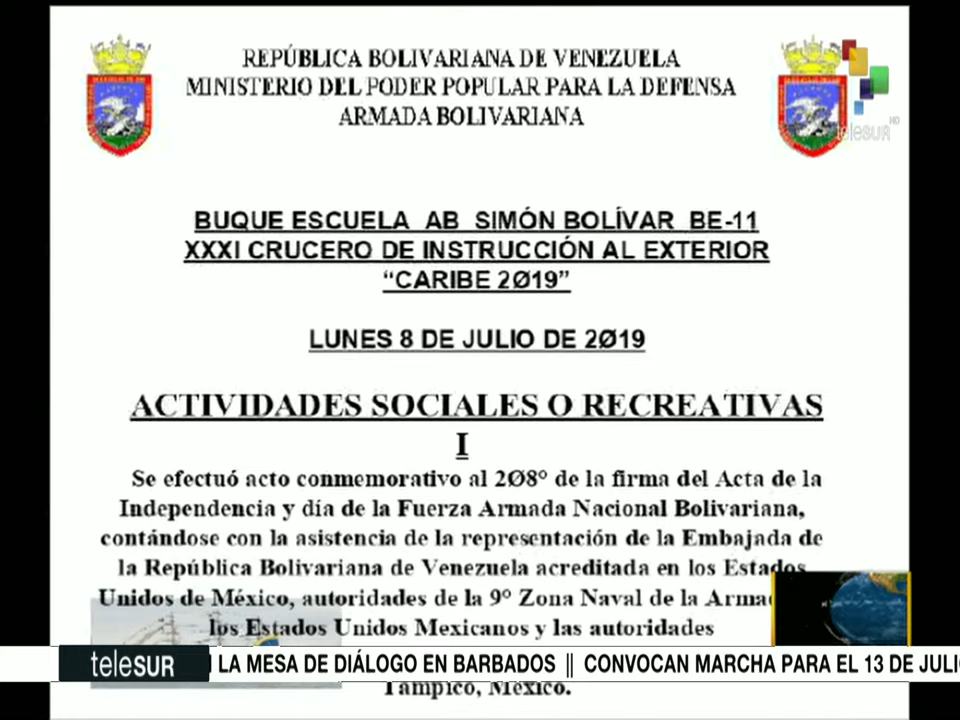 REPÚBLICA BOLIVARIANA DE VENEZUELA
MINISTERIO DEL PODER POPULAR PARA LA DEFENSA
ARMADA BOLIVARIANA
teleSUR HD
BUQUE ESCUELA AB SIMÓN BOLÍVAR BE-11
XXXI CRUCERO DE INSTRUCCIÓN AL EXTERIOR
“CARIBE 2Ø19”
LUNES 8 DE JULIO DE 2Ø19
ACTIVIDADES SOCIALES O RECREATIVAS
I
Se efectuó acto conmemorativo al 2Ø8° de la firma del Acta de la
Independencia y día de la Fuerza Armada Nacional Bolivariana,
contándose con la asistencia de la representación de la Embajada de
la República Bolivariana de Venezuela acreditada en los Estados
Unidos de México, autoridades de la 9° Zona Naval de la
los Estados Unidos Mexicanos y las autoridades
teleSUR
LA MESA DE DIÁLOGO EN BARBADOS || CONVOCAN MARCHA PARA EL 13 DE JULIO
Tampico, México.